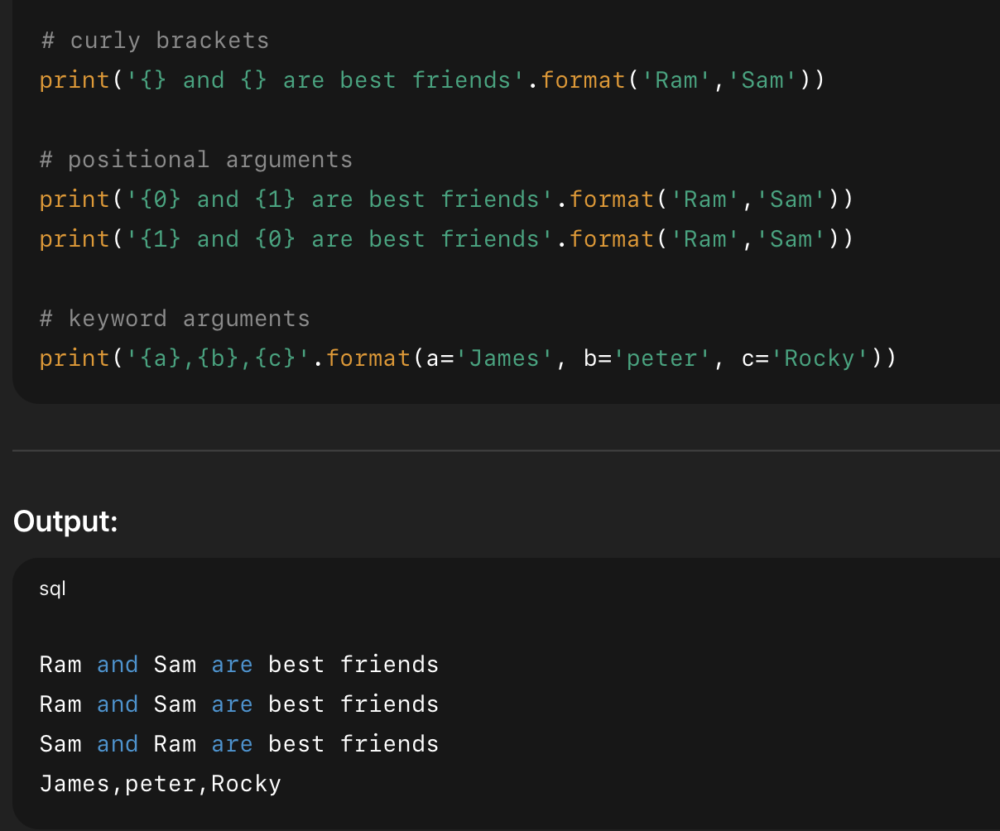 # curly brackets
print('{} and {} are best friends'.format('Ram','Sam'))
# positional arguments
print('{0} and {1} are best friends'.format('Ram','Sam'))
print('{1} and {0} are best friends'.format('Ram','Sam'))
# keyword arguments
print('{a},{b},{c}'.format(a='James', b='peter', c='Rocky'))
Output:
sql
Ram and Sam are best friends
Ram and Sam are best friends
Sam and Ram are best friends
James,peter,Rocky